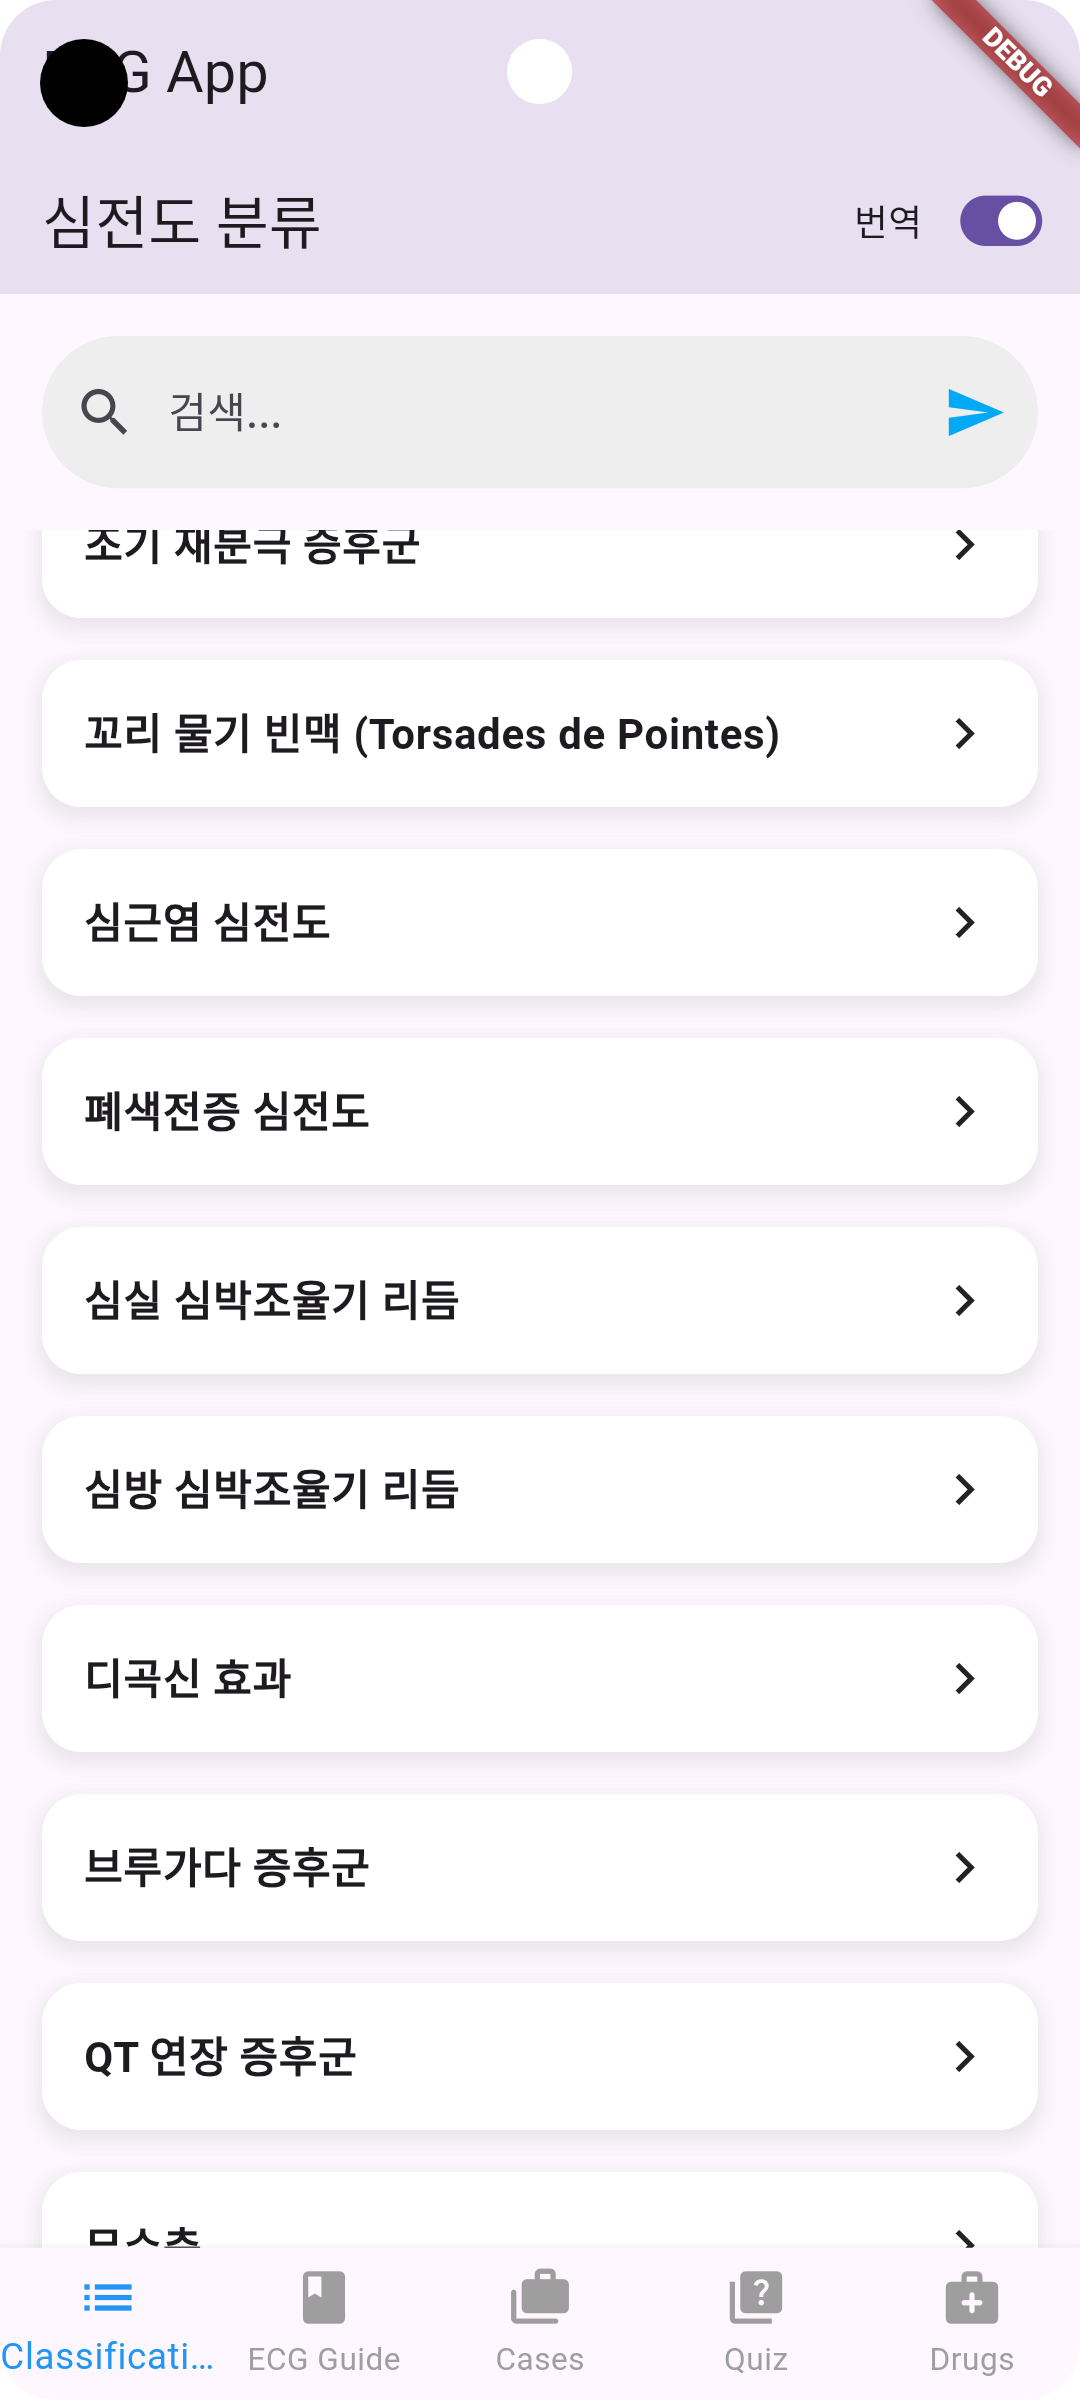 G App
DEBUG
심전도 분류
번역
검색...
초기 재분극 증후군
꼬리 물기 빈맥 (Torsades de Pointes)
심근염 심전도
폐색전증 심전도
심실 심박조율기 리듬
심방 심박조율기 리듬
디곡신 효과
브루가다 증후군
QT 연장 증후군
무수축
Classificati...
ECG Guide
Cases
Quiz
Drugs